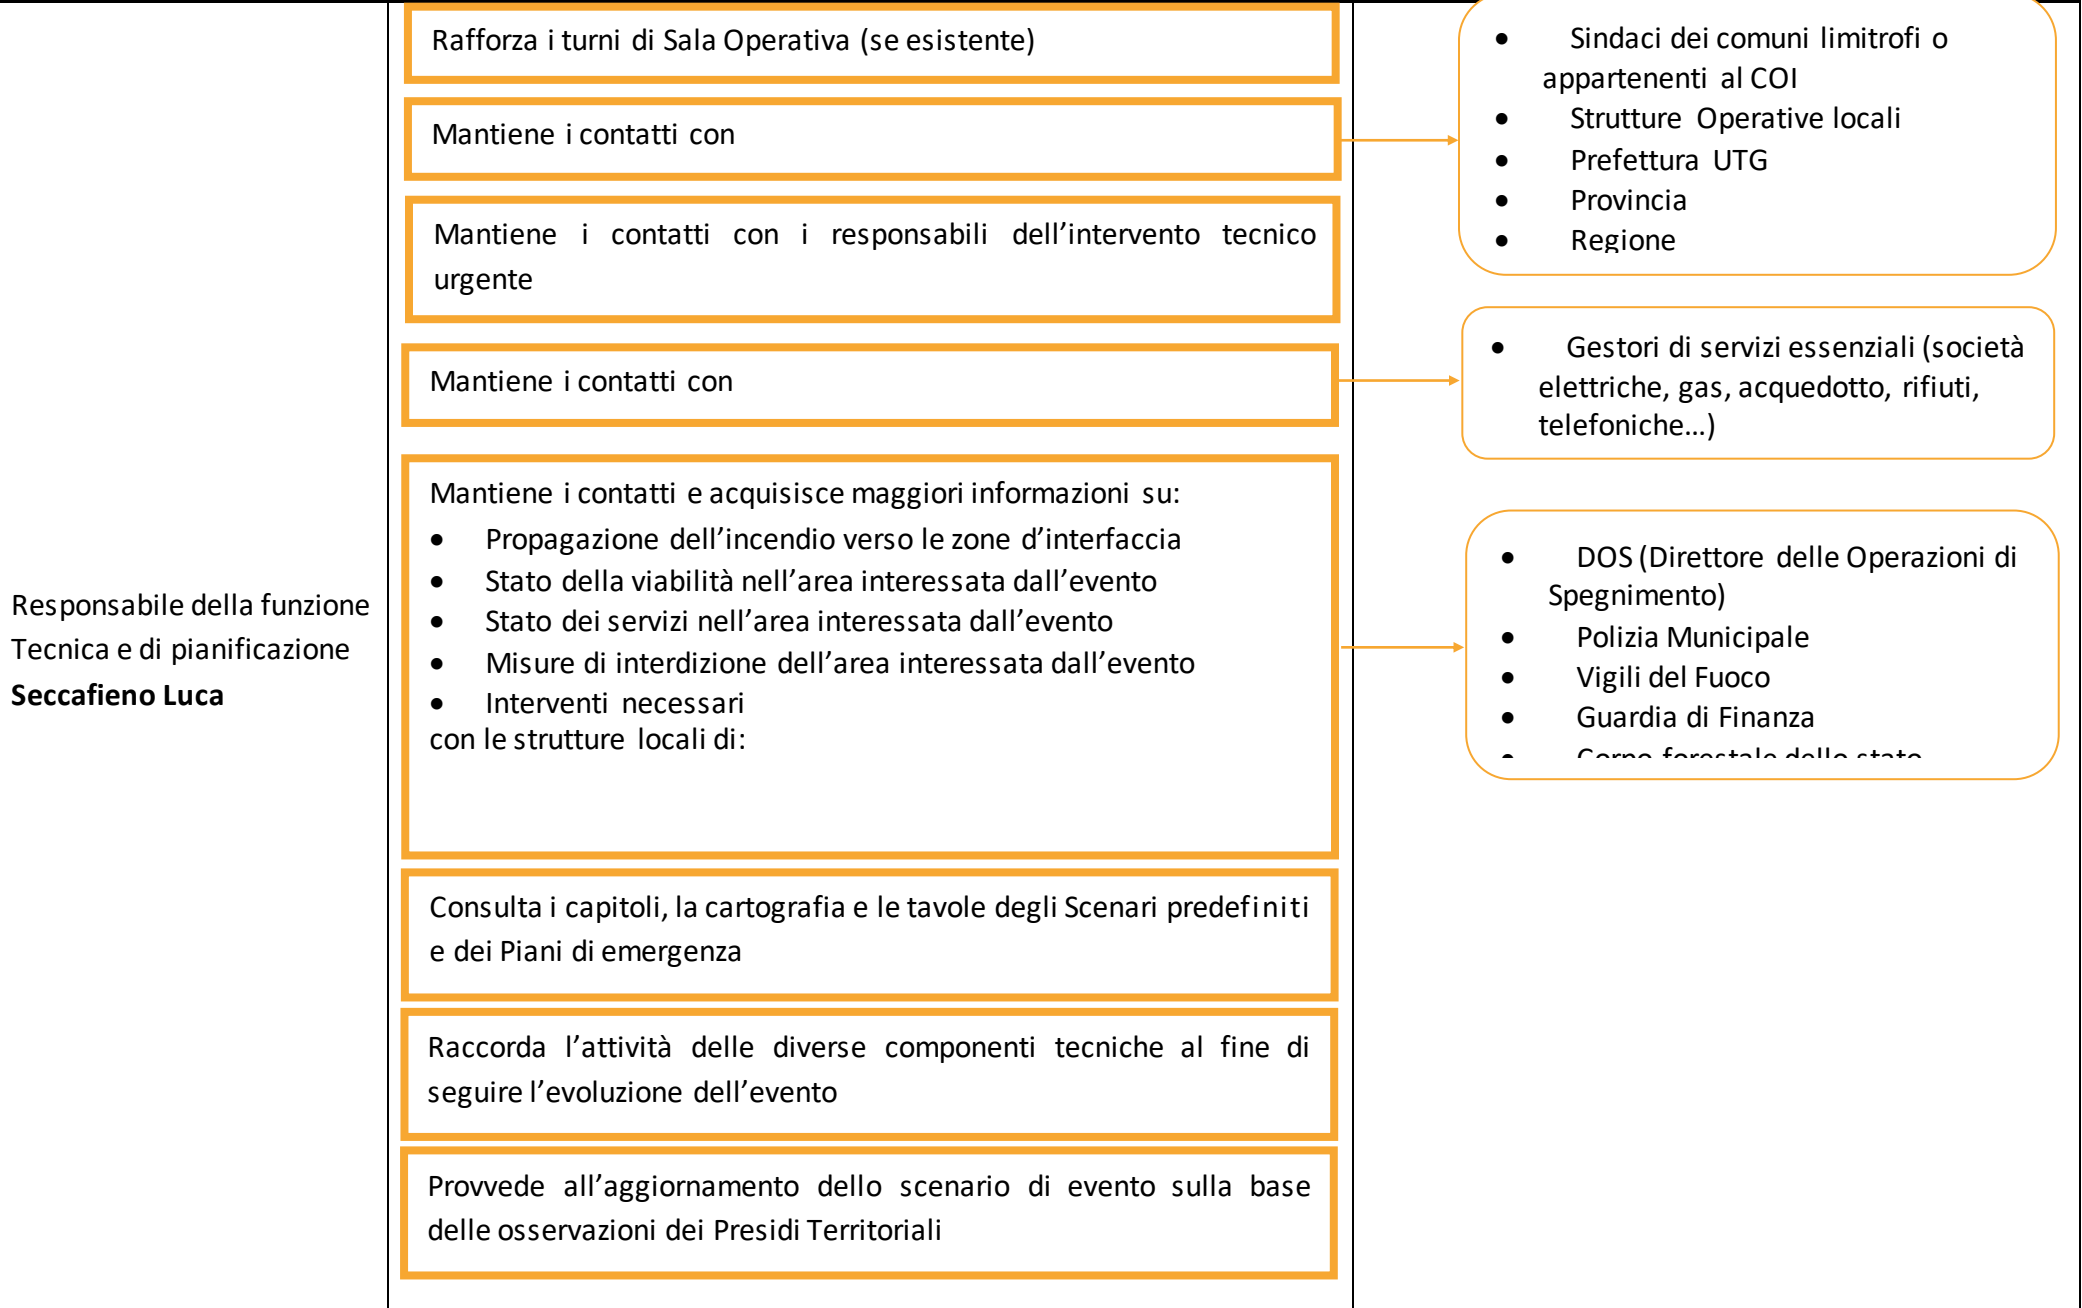 Responsabile della funzione
Tecnica e di pianificazione
Seccafieno Luca
Rafforza i turni di Sala Operativa (se esistente)
Mantiene i contatti con
Mantiene i contatti con i responsabili dell’intervento tecnico
urgente
Mantiene i contatti con
Mantiene i contatti e acquisisce maggiori informazioni su:
• Propagazione dell’incendio verso le zone d’interfaccia
• Stato della viabilità nell’area interessata dall’evento
• Stato dei servizi nell’area interessata dall’evento
• Misure di interdizione dell’area interessata dall’evento
• Interventi necessari
con le strutture locali di:
Consulta i capitoli, la cartografia e le tavole degli Scenari predefiniti
e dei Piani di emergenza
Raccorda l’attività delle diverse componenti tecniche al fine di
seguire l’evoluzione dell’evento
Provvede all’aggiornamento dello scenario di evento sulla base
delle osservazioni dei Presidi Territoriali
• Sindaci dei comuni limitrofi o
appartenenti al COI
• Strutture Operative locali
• Prefettura UTG
• Provincia
• Regione
• Gestori di servizi essenziali (società
elettriche, gas, acquedotto, rifiuti,
telefoniche…)
• DOS (Direttore delle Operazioni di
Spegnimento)
• Polizia Municipale
• Vigili del Fuoco
• Guardia di Finanza
• Corpo forestale dello stato